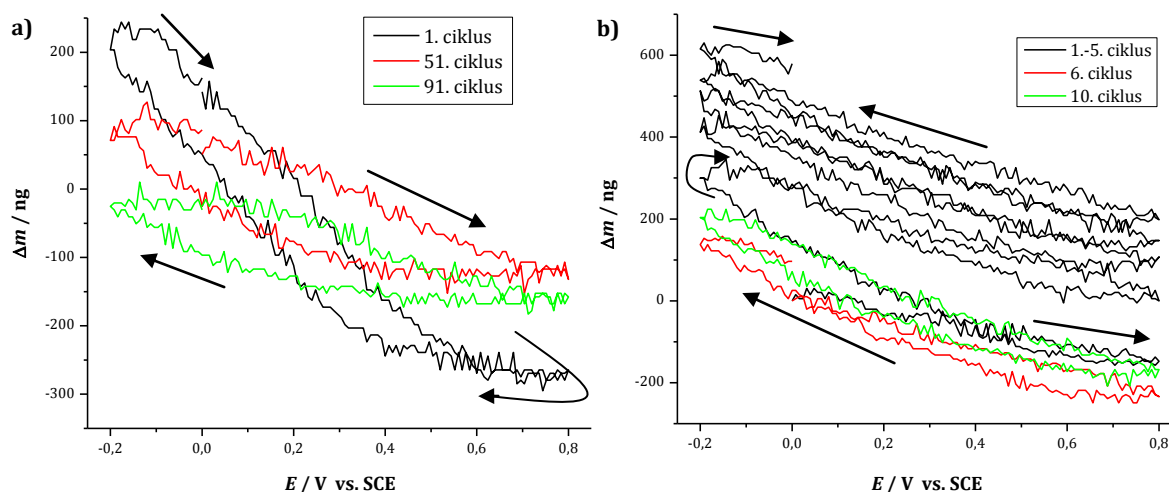 a)
1. ciklus
51. ciklus
91. ciklus
200
100
0
-100
-200
-300
Δm / ng
-0,2 0,0 0,2 0,4 0,6 0,8
E / V vs. SCE
b)
1.-5. ciklus
6. ciklus
10. ciklus
600
400
200
0
-200
Δm / ng
-0,2 0,0 0,2 0,4 0,6 0,8
E / V vs. SCE